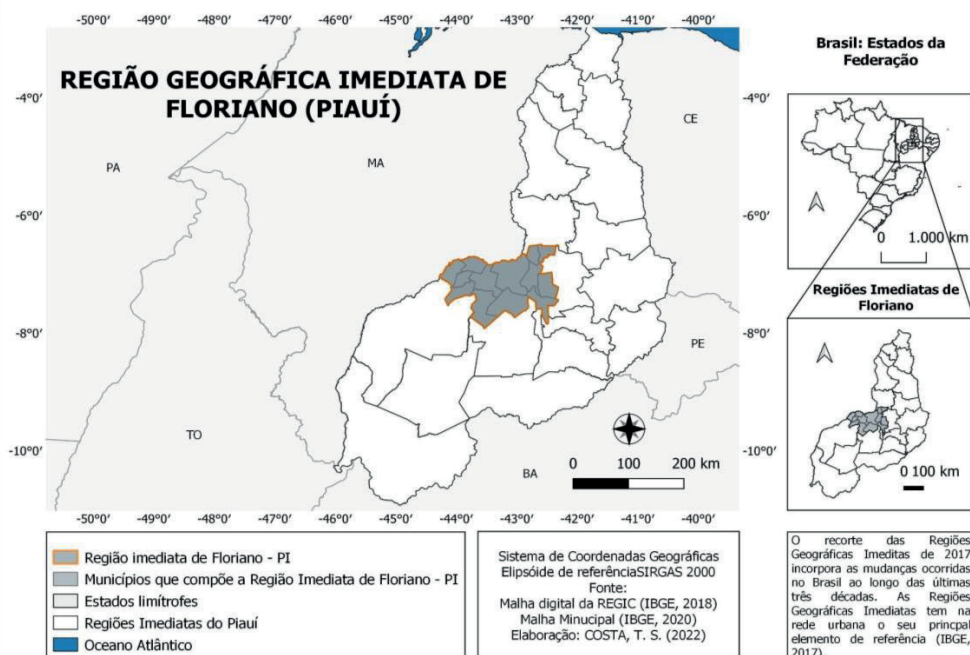 -50°0'
-49°0'
-48°0'
-47°0'
-46°0'
-45°0'
-44°0'
-43°0'
-42°0'
-41°0'
-40°0'
REGIÃO GEOGRÁFICA IMEDIATA DE
FLORIANO (PIAUÍ)
-4°0'
-6°0'
-8°0'
-10°0'
PA
MA
CE
PE
TO
BA
0 100 200 km
-4°0'
-6°0'
-8°0'
-10°0'
-50°0'
-49°0'
-48°0'
-47°0'
-46°0'
-45°0'
-44°0'
-43°0'
-42°0'
-41°0'
-40°0'
Brasil: Estados da
Federação
0 1.000 km
Regiões Imediatas de
Floriano
0 100 km
Região imediata de Floriano - PI
Municípios que compõe a Região Imediata de Floriano - PI
Estados limítrofes
Regiões Imediatas do Piauí
Oceano Atlântico
Sistema de Coordenadas Geográficas
Elipsóide de referênciaSIRGAS 2000
Fonte:
Malha digital da REGIC (IBGE, 2018)
Malha Minucipal (IBGE, 2020)
Elaboração: COSTA, T. S. (2022)
O recorte das Regiões
Geográficas Imeditas de 2017
incorpora as mudanças ocorridas
no Brasil ao longo das últimas
três décadas. As Regiões
Geográficas Imediatas tem na
rede urbana o seu princpal
elemento de referência (IBGE,
2017).